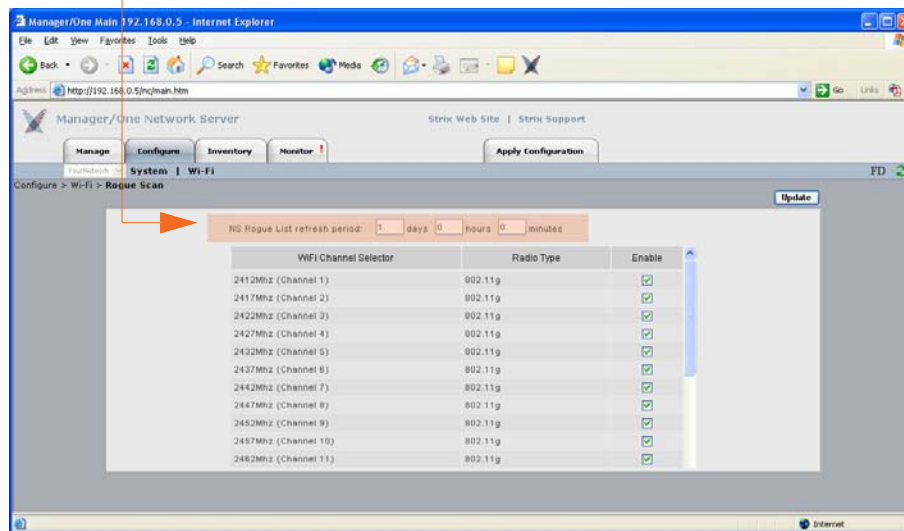 Manager/One Main 192.168.0.5 - Internet Explorer
File Edit View Favorites Tools Help
Back Search Favorites Media
Address http://192.168.0.5/nc/main.htm Go Links
Manager/One Network Server Strix Web Site | Strix Support
Manage Configure Inventory Monitor ! Apply Configuration
YourNetwork System | Wi-Fi FD
Configure > Wi-Fi > Rogue Scan
Update
NS Rogue List refresh period: 1 days 0 hours 0 minutes
WiFi Channel Selector Radio Type Enable
2412Mhz (Channel 1) 802.11g
2417Mhz (Channel 2) 802.11g
2422Mhz (Channel 3) 802.11g
2427Mhz (Channel 4) 802.11g
2432Mhz (Channel 5) 802.11g
2437Mhz (Channel 6) 802.11g
2442Mhz (Channel 7) 802.11g
2447Mhz (Channel 8) 802.11g
2452Mhz (Channel 9) 802.11g
2457Mhz (Channel 10) 802.11g
2462Mhz (Channel 11) 802.11g
Internet